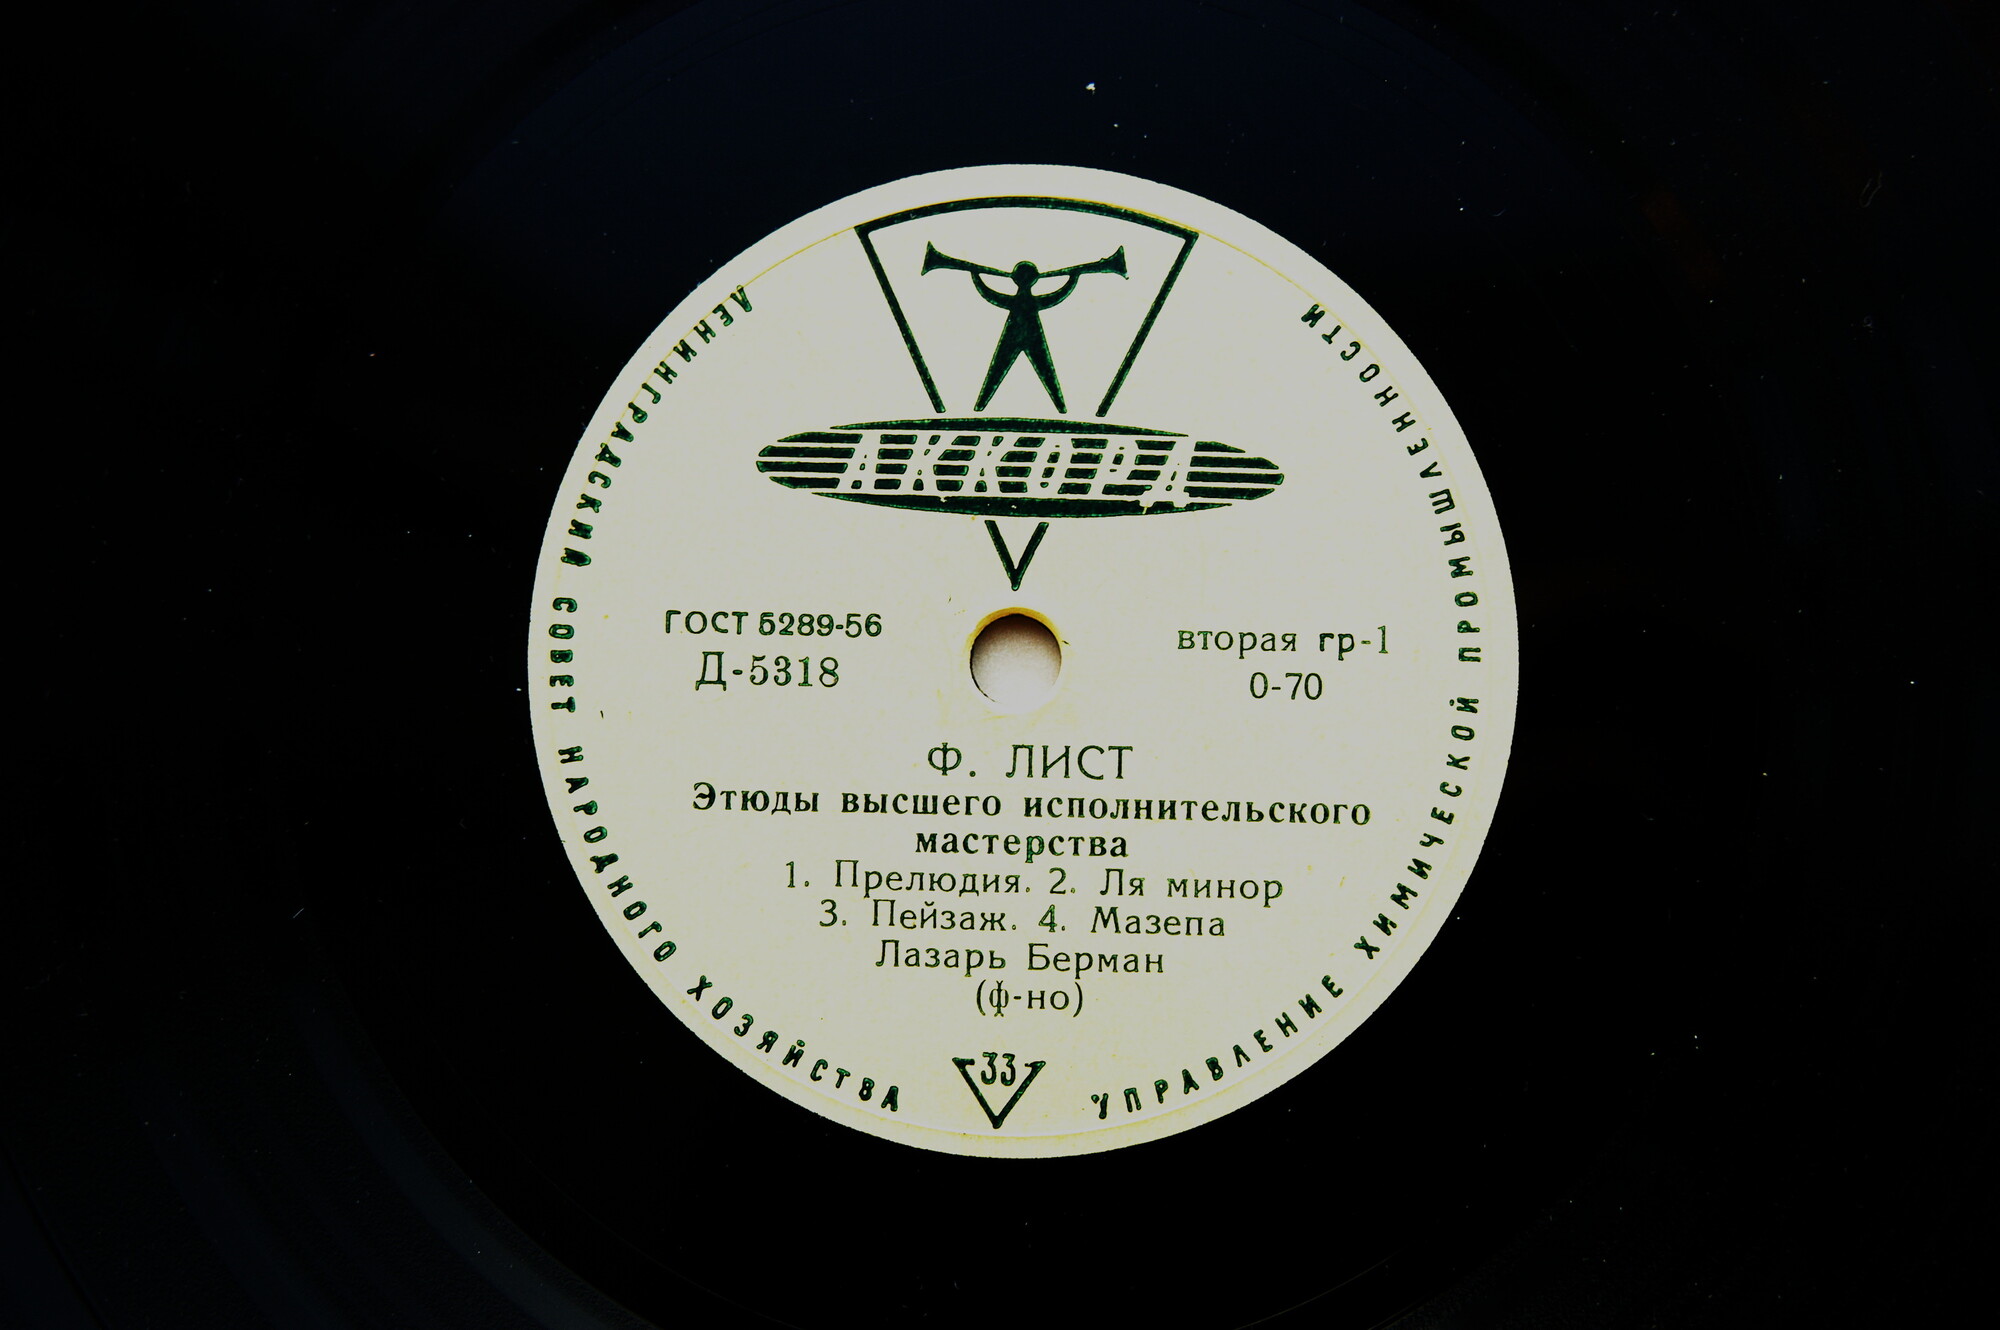 АККОРД
ЛЕНИНГРАДСКИЙ СОВЕТ НАРОДНОГО ХОЗЯЙСТВА
УПРАВЛЕНИЕ ХИМИЧЕСКОЙ ПРОМЫШЛЕННОСТИ
ГОСТ 5289-56
Д-5318
вторая гр-1
0-70
Ф. ЛИСТ
Этюды высшего исполнительского
мастерства
1. Прелюдия. 2. Ля минор
3. Пейзаж. 4. Мазепа
Лазарь Берман
(ф-но)
33